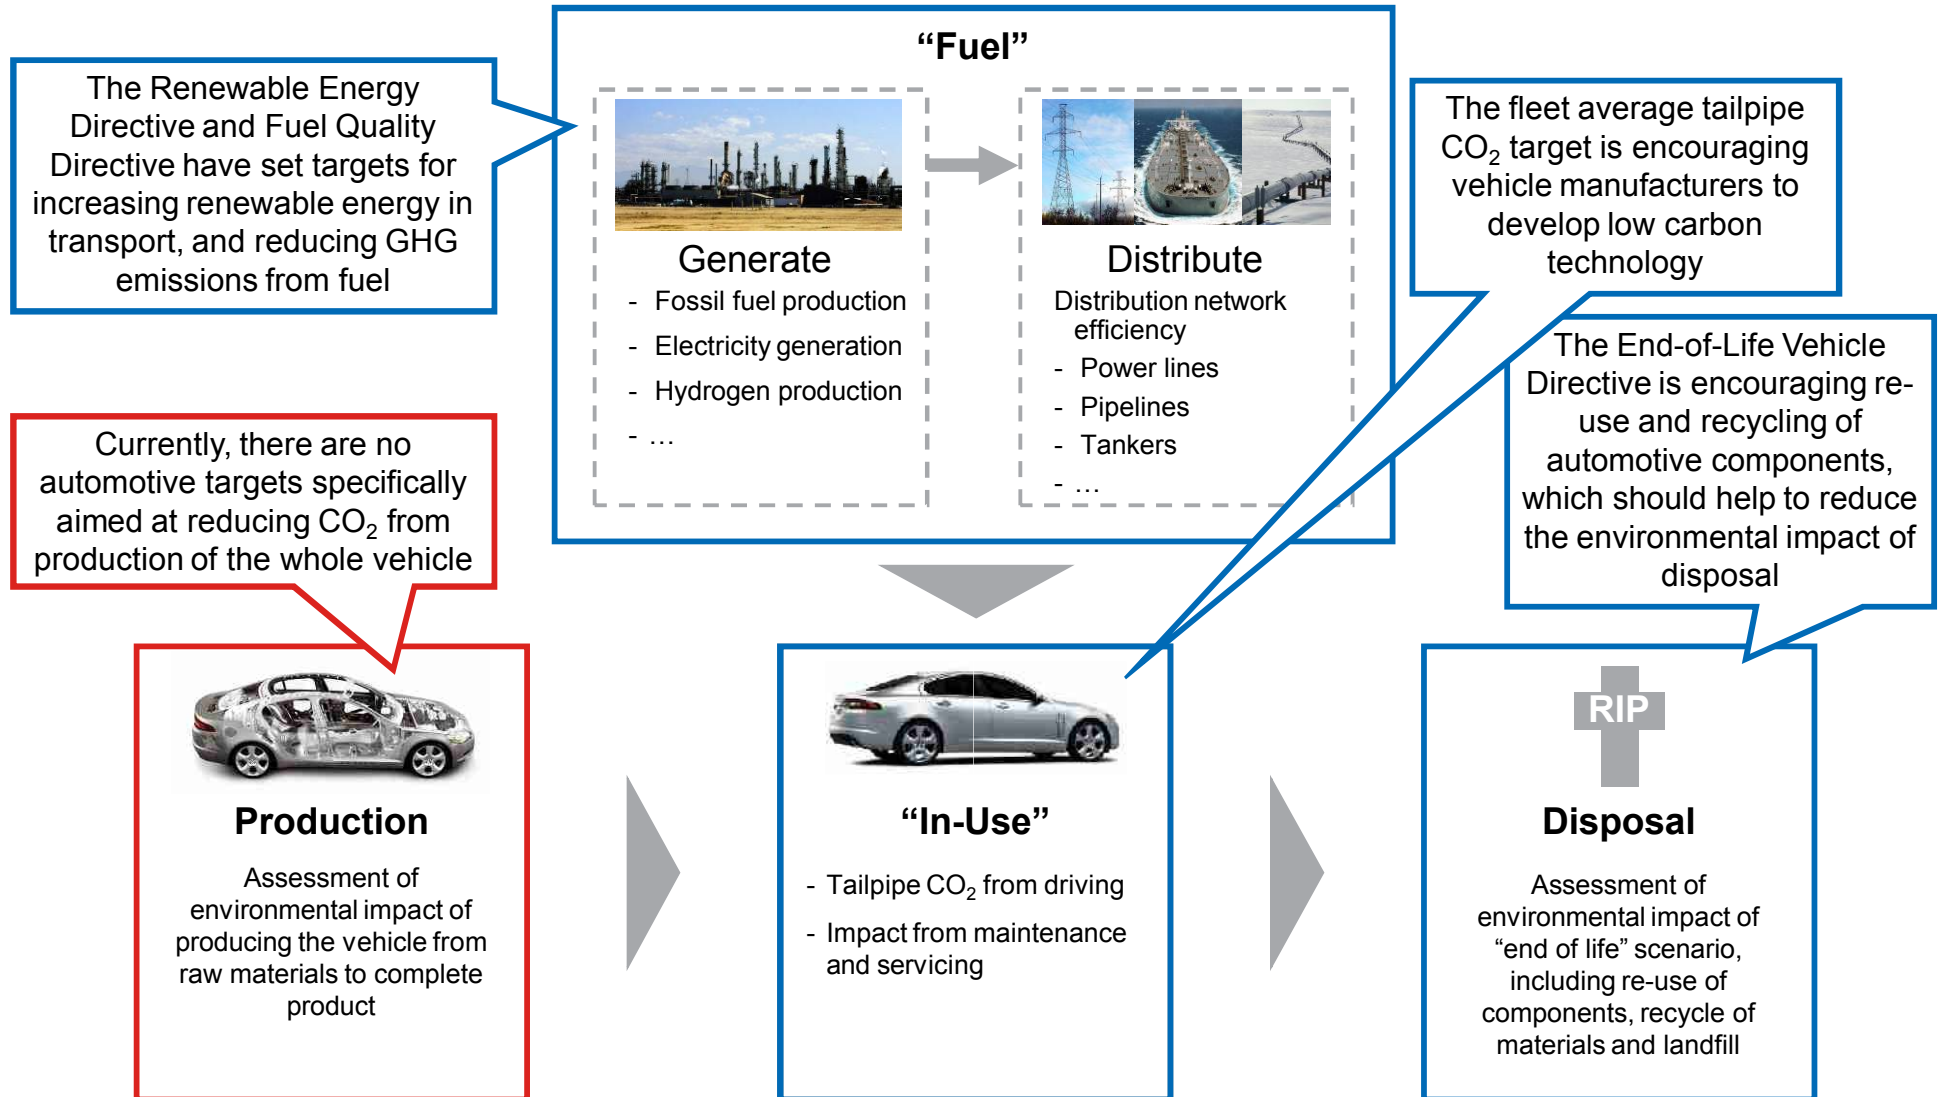 “Fuel”
The Renewable Energy
Directive and Fuel Quality
Directive have set targets for
increasing renewable energy in
transport, and reducing GHG
emissions from fuel
Generate
- Fossil fuel production
- Electricity generation
- Hydrogen production
- …
Distribute
Distribution network
efficiency
- Power lines
- Pipelines
- Tankers
- …
The fleet average tailpipe
CO₂ target is encouraging
vehicle manufacturers to
develop low carbon
technology
The End-of-Life Vehicle
Directive is encouraging re-
use and recycling of
automotive components,
which should help to reduce
the environmental impact of
disposal
Currently, there are no
automotive targets specifically
aimed at reducing CO₂ from
production of the whole vehicle
Production
Assessment of
environmental impact of
producing the vehicle from
raw materials to complete
product
“In-Use”
- Tailpipe CO₂ from driving
- Impact from maintenance
and servicing
RIP
Disposal
Assessment of
environmental impact of
“end of life” scenario,
including re-use of
components, recycle of
materials and landfill